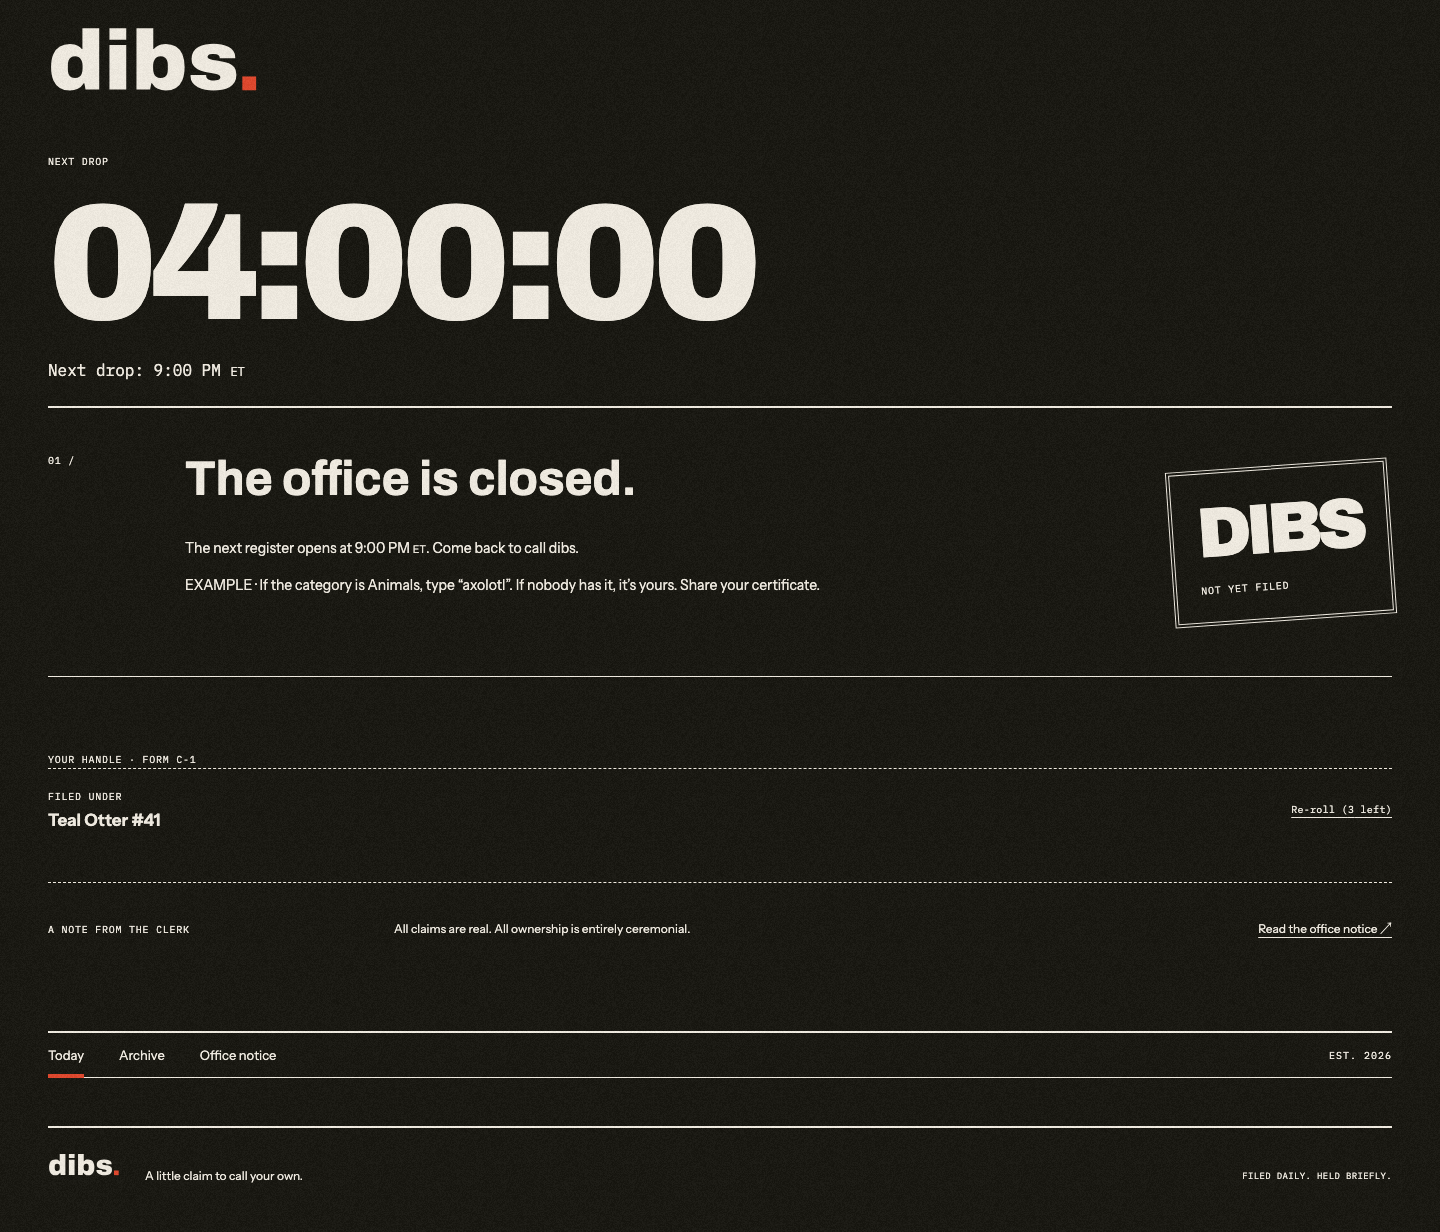 dibs.
NEXT DROP
04:00:00
Next drop: 9:00 PM ET
01 /
The office is closed.
The next register opens at 9:00 PM ET. Come back to call dibs.
EXAMPLE · If the category is Animals, type “axolotl”. If nobody has it, it’s yours. Share your certificate.
DIBS
NOT YET FILED
YOUR HANDLE · FORM C-1
FILED UNDER
Teal Otter #41
Re-roll (3 left)
A NOTE FROM THE CLERK
All claims are real. All ownership is entirely ceremonial.
Read the office notice ↗
Today Archive Office notice
EST. 2026
dibs.
A little claim to call your own.
FILED DAILY. HELD BRIEFLY.